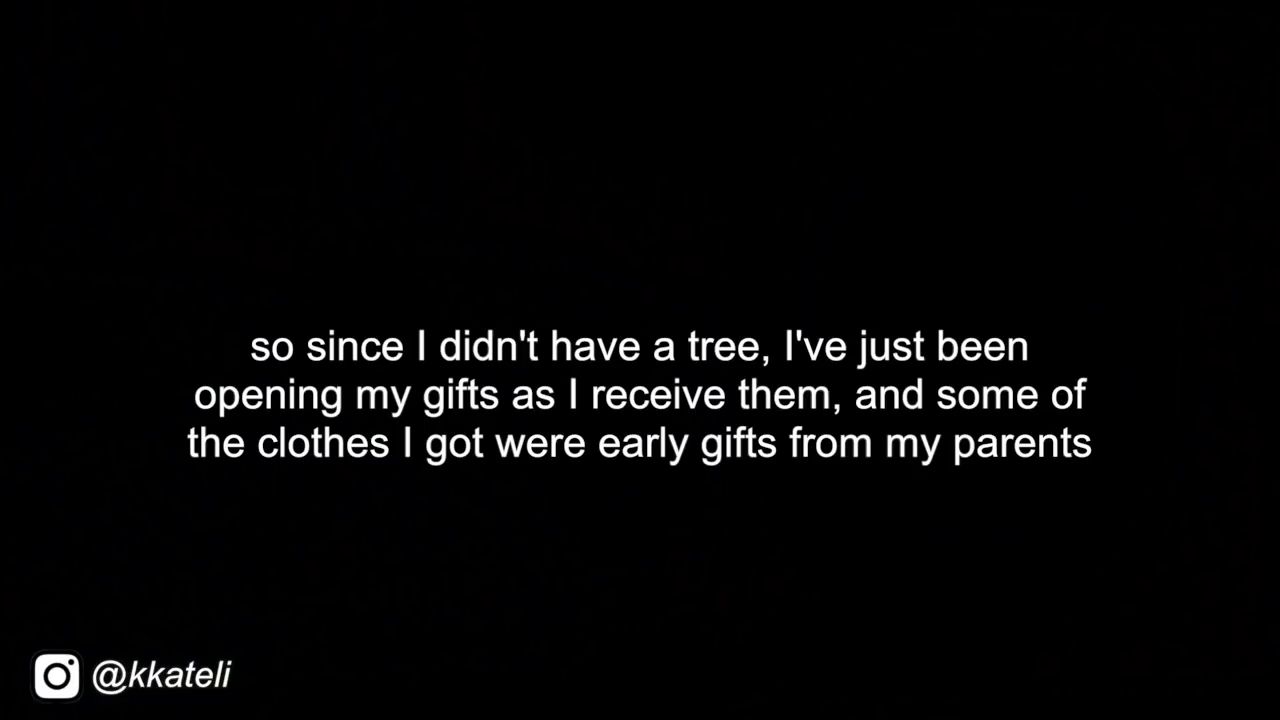 so since I didn't have a tree, I've just been
opening my gifts as I receive them, and some of
the clothes I got were early gifts from my parents
@kkateli